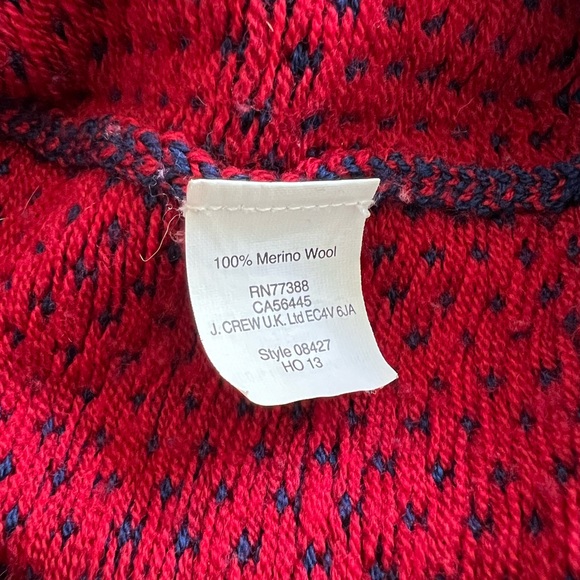 100% Merino Wool
RN77388
CA56445
J. CREW U.K. Ltd EC4V 6JA
Style 08427
HO 13